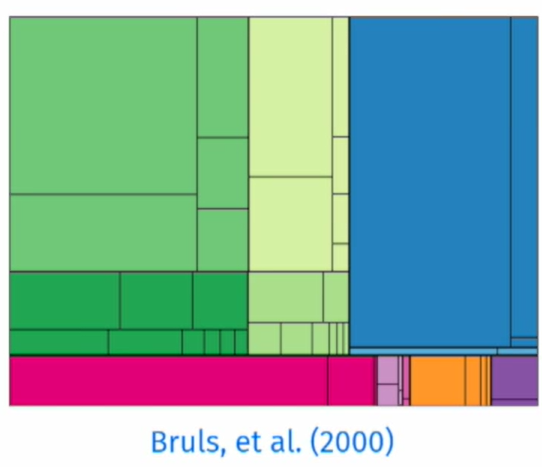 Bruls, et al. (2000)